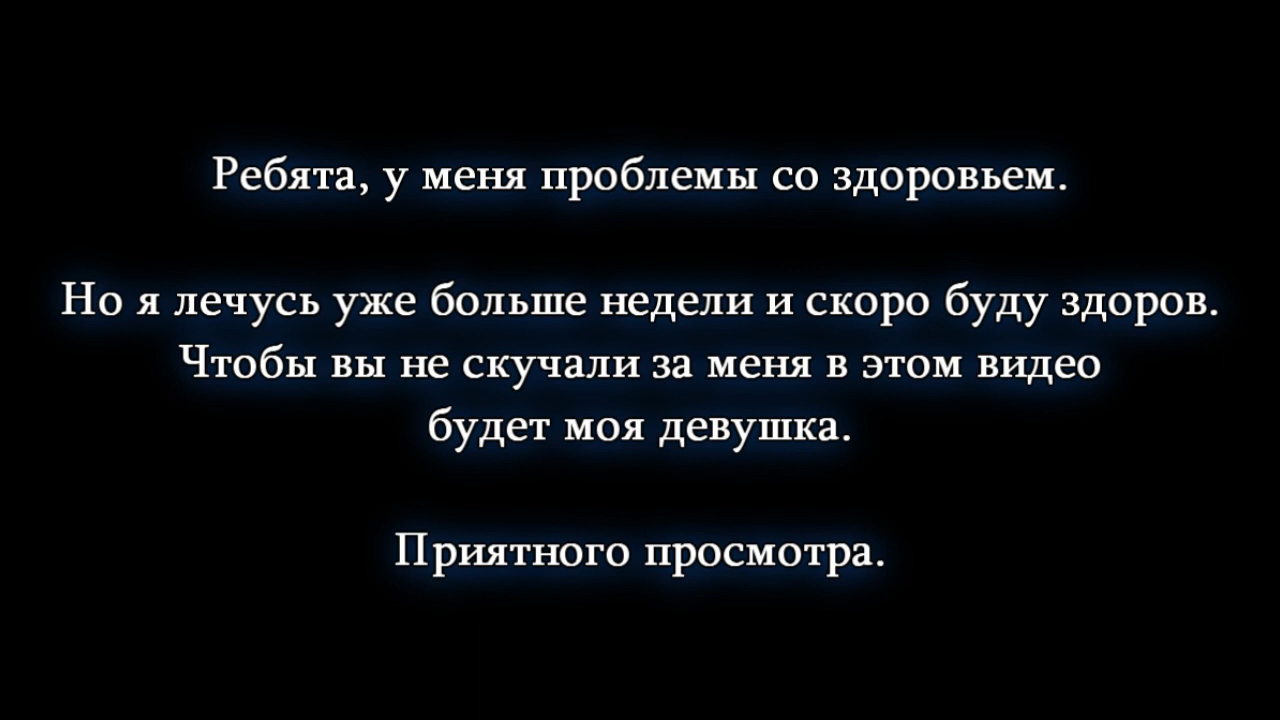 Ребята, у меня проблемы со здоровьем.
Но я лечусь уже больше недели и скоро буду здоров.
Чтобы вы не скучали за меня в этом видео
будет моя девушка.
Приятного просмотра.